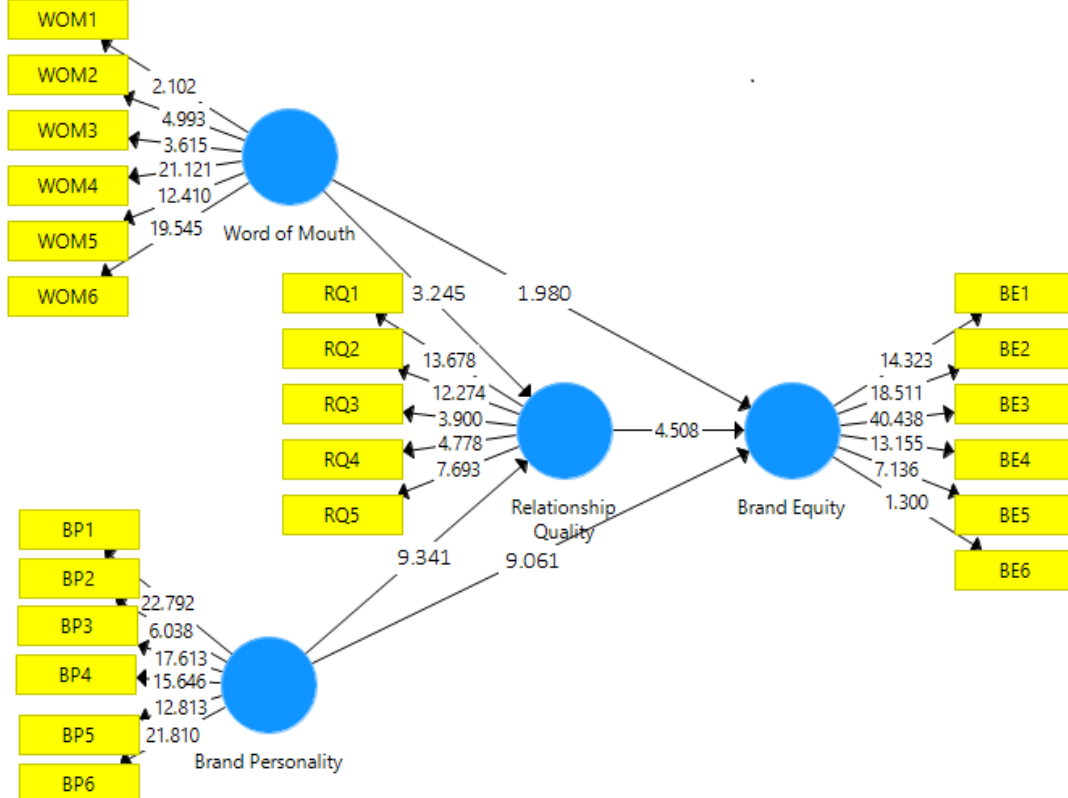 WOM1
WOM2
WOM3
WOM4
WOM5
WOM6
2.102
4.993
3.615
21.121
12.410
19.545
Word of Mouth
3.245
1.980
RQ1
RQ2
RQ3
RQ4
RQ5
13.678
12.274
3.900
4.778
7.693
Relationship
Quality
4.508
Brand Equity
14.323
18.511
40.438
13.155
7.136
1.300
BE1
BE2
BE3
BE4
BE5
BE6
9.341
9.061
BP1
BP2
BP3
BP4
BP5
BP6
22.792
6.038
17.613
15.646
12.813
21.810
Brand Personality